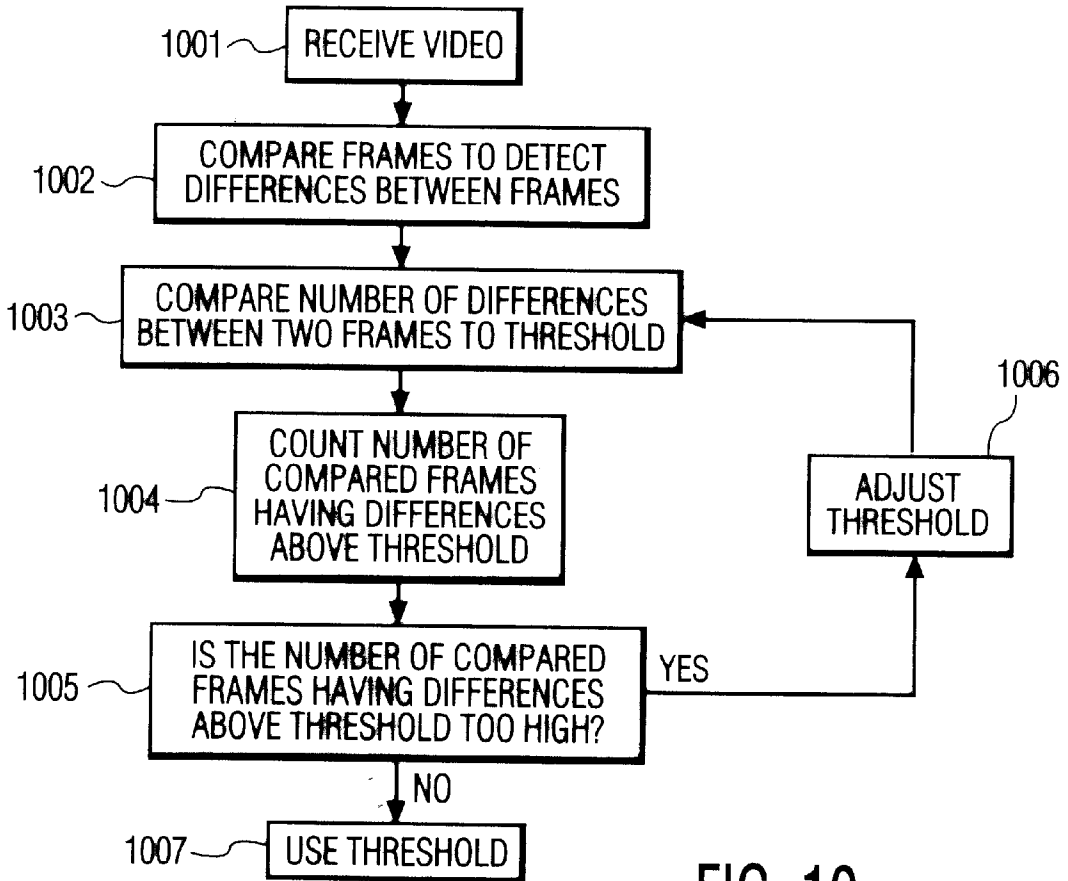 1001
RECEIVE VIDEO
1002
COMPARE FRAMES TO DETECT
DIFFERENCES BETWEEN FRAMES
1003
COMPARE NUMBER OF DIFFERENCES
BETWEEN TWO FRAMES TO THRESHOLD
1006
ADJUST
THRESHOLD
1004
COUNT NUMBER OF
COMPARED FRAMES
HAVING DIFFERENCES
ABOVE THRESHOLD
1005
IS THE NUMBER OF COMPARED
FRAMES HAVING DIFFERENCES
ABOVE THRESHOLD TOO HIGH?
YES
NO
1007
USE THRESHOLD
FIG. 10